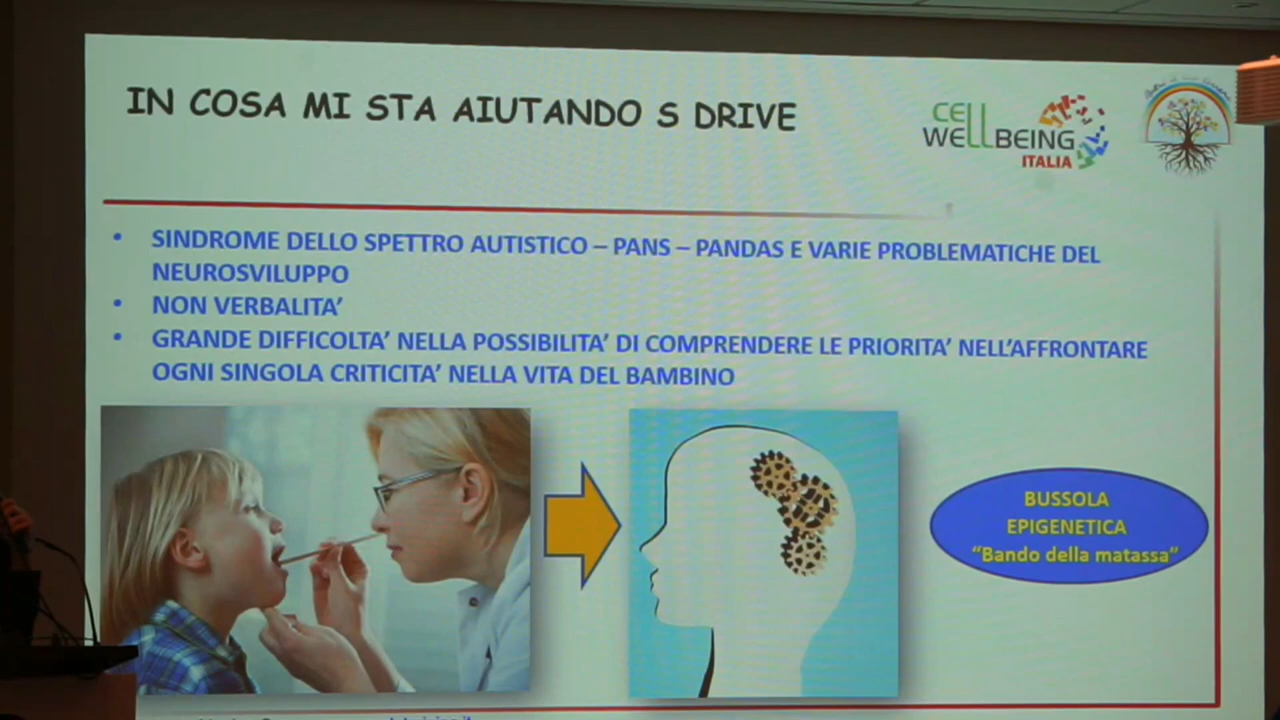 IN COSA MI STA AIUTANDO S DRIVE
CELL
WELLBEING
ITALIA
• SINDROME DELLO SPETTRO AUTISTICO – PANS – PANDAS E VARIE PROBLEMATICHE DEL
NEUROSVILUPPO
• NON VERBALITA’
• GRANDE DIFFICOLTA’ NELLA POSSIBILITA’ DI COMPRENDERE LE PRIORITA’ NELL’AFFRONTARE
OGNI SINGOLA CRITICITA’ NELLA VITA DEL BAMBINO
BUSSOLA
EPIGENETICA
“Bando della matassa”